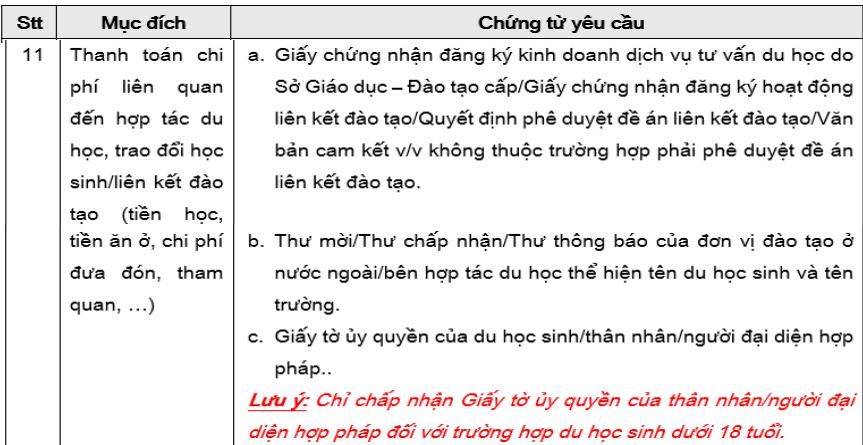 Stt Mục đích Chứng từ yêu cầu
11 Thanh toán chi phí liên quan đến hợp tác du học, trao đổi học sinh/liên kết đào tạo (tiền học, tiền ăn ở, chi phí đưa đón, tham quan, …)
a. Giấy chứng nhận đăng ký kinh doanh dịch vụ tư vấn du học do
Sở Giáo dục – Đào tạo cấp/Giấy chứng nhận đăng ký hoạt động
liên kết đào tạo/Quyết định phê duyệt đề án liên kết đào tạo/Văn
bản cam kết v/v không thuộc trường hợp phải phê duyệt đề án
liên kết đào tạo.
b. Thư mời/Thư chấp nhận/Thư thông báo của đơn vị đào tạo ở
nước ngoài/bên hợp tác du học thể hiện tên du học sinh và tên
trường.
c. Giấy tờ ủy quyền của du học sinh/thân nhân/người đại diện hợp
pháp..
Lưu ý: Chỉ chấp nhận Giấy tờ ủy quyền của thân nhân/người đại
diện hợp pháp đối với trường hợp du học sinh dưới 18 tuổi.